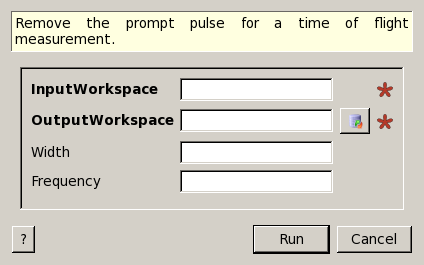 Remove the prompt pulse for a time of flight
measurement.
InputWorkspace
OutputWorkspace
Width
Frequency
? Run Cancel